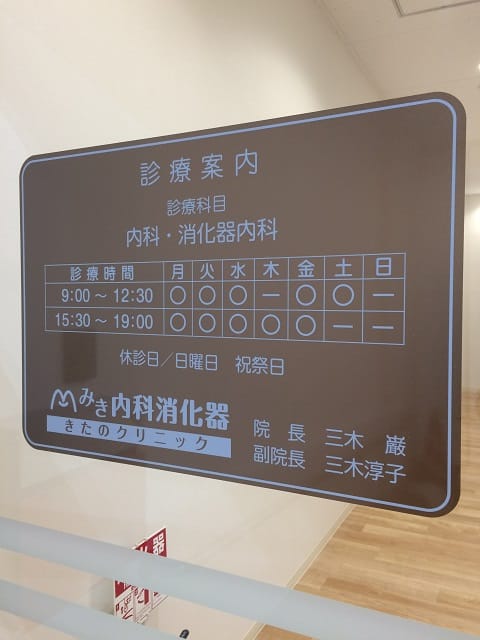 診療案内
診療科目
内科・消化器内科
診療時間 月 火 水 木 金 土 日
9:00～12:30 ○ ○ ○ ー ○ ○ ー
15:30～19:00 ○ ○ ○ ○ ○ ー ー
休診日／日曜日 祝祭日
みき内科消化器
きたのクリニック
院長 三木 巌
副院長 三木淳子